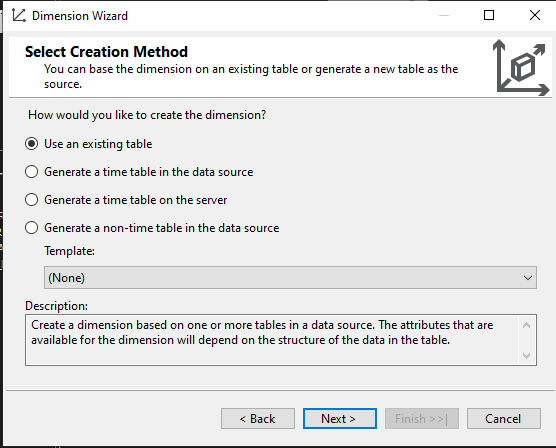 Dimension Wizard
Select Creation Method
You can base the dimension on an existing table or generate a new table as the
source.
How would you like to create the dimension?
Use an existing table
Generate a time table in the data source
Generate a time table on the server
Generate a non-time table in the data source
Template:
(None)
Description:
Create a dimension based on one or more tables in a data source. The attributes that are
available for the dimension will depend on the structure of the data in the table.
< Back
Next >
Finish >>|
Cancel